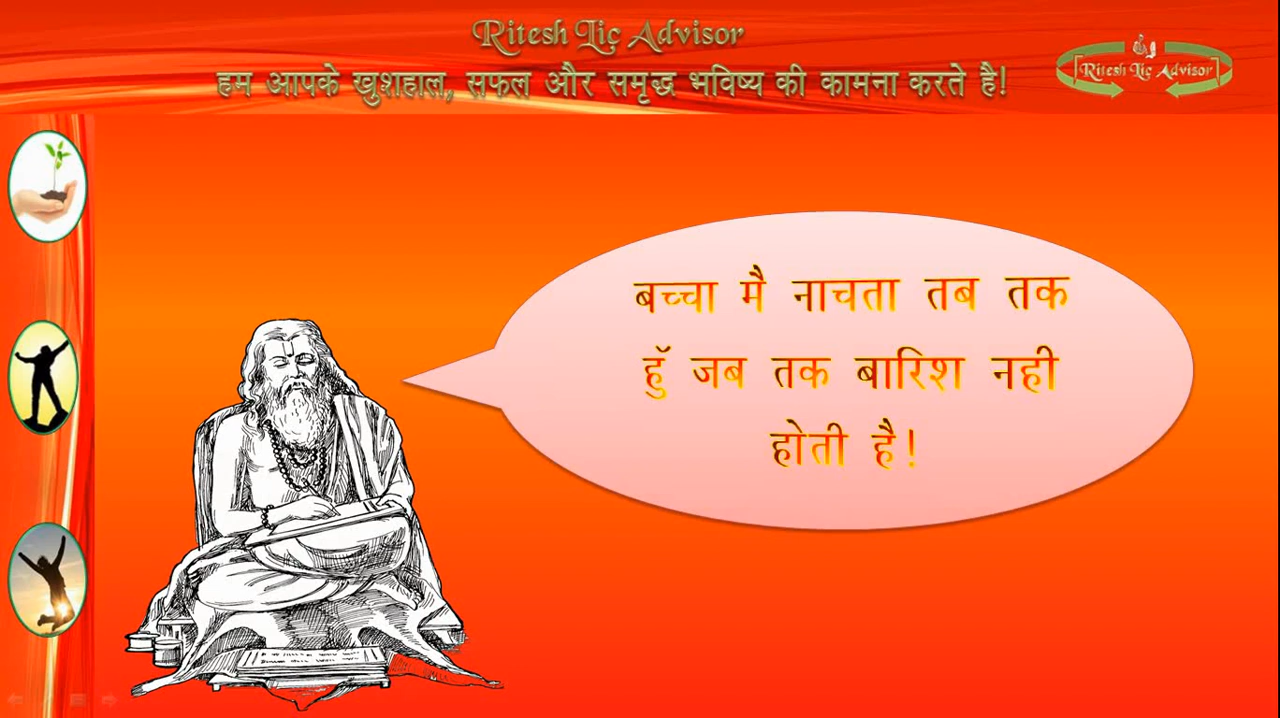 Ritesh Lic Advisor
हम आपके खुशहाल, सफल और समृद्ध भविष्य की कामना करते है!
Ritesh Lic Advisor
बच्चा मै नाचता तब तक
हुॅ जब तक बारिश नही
होती है!